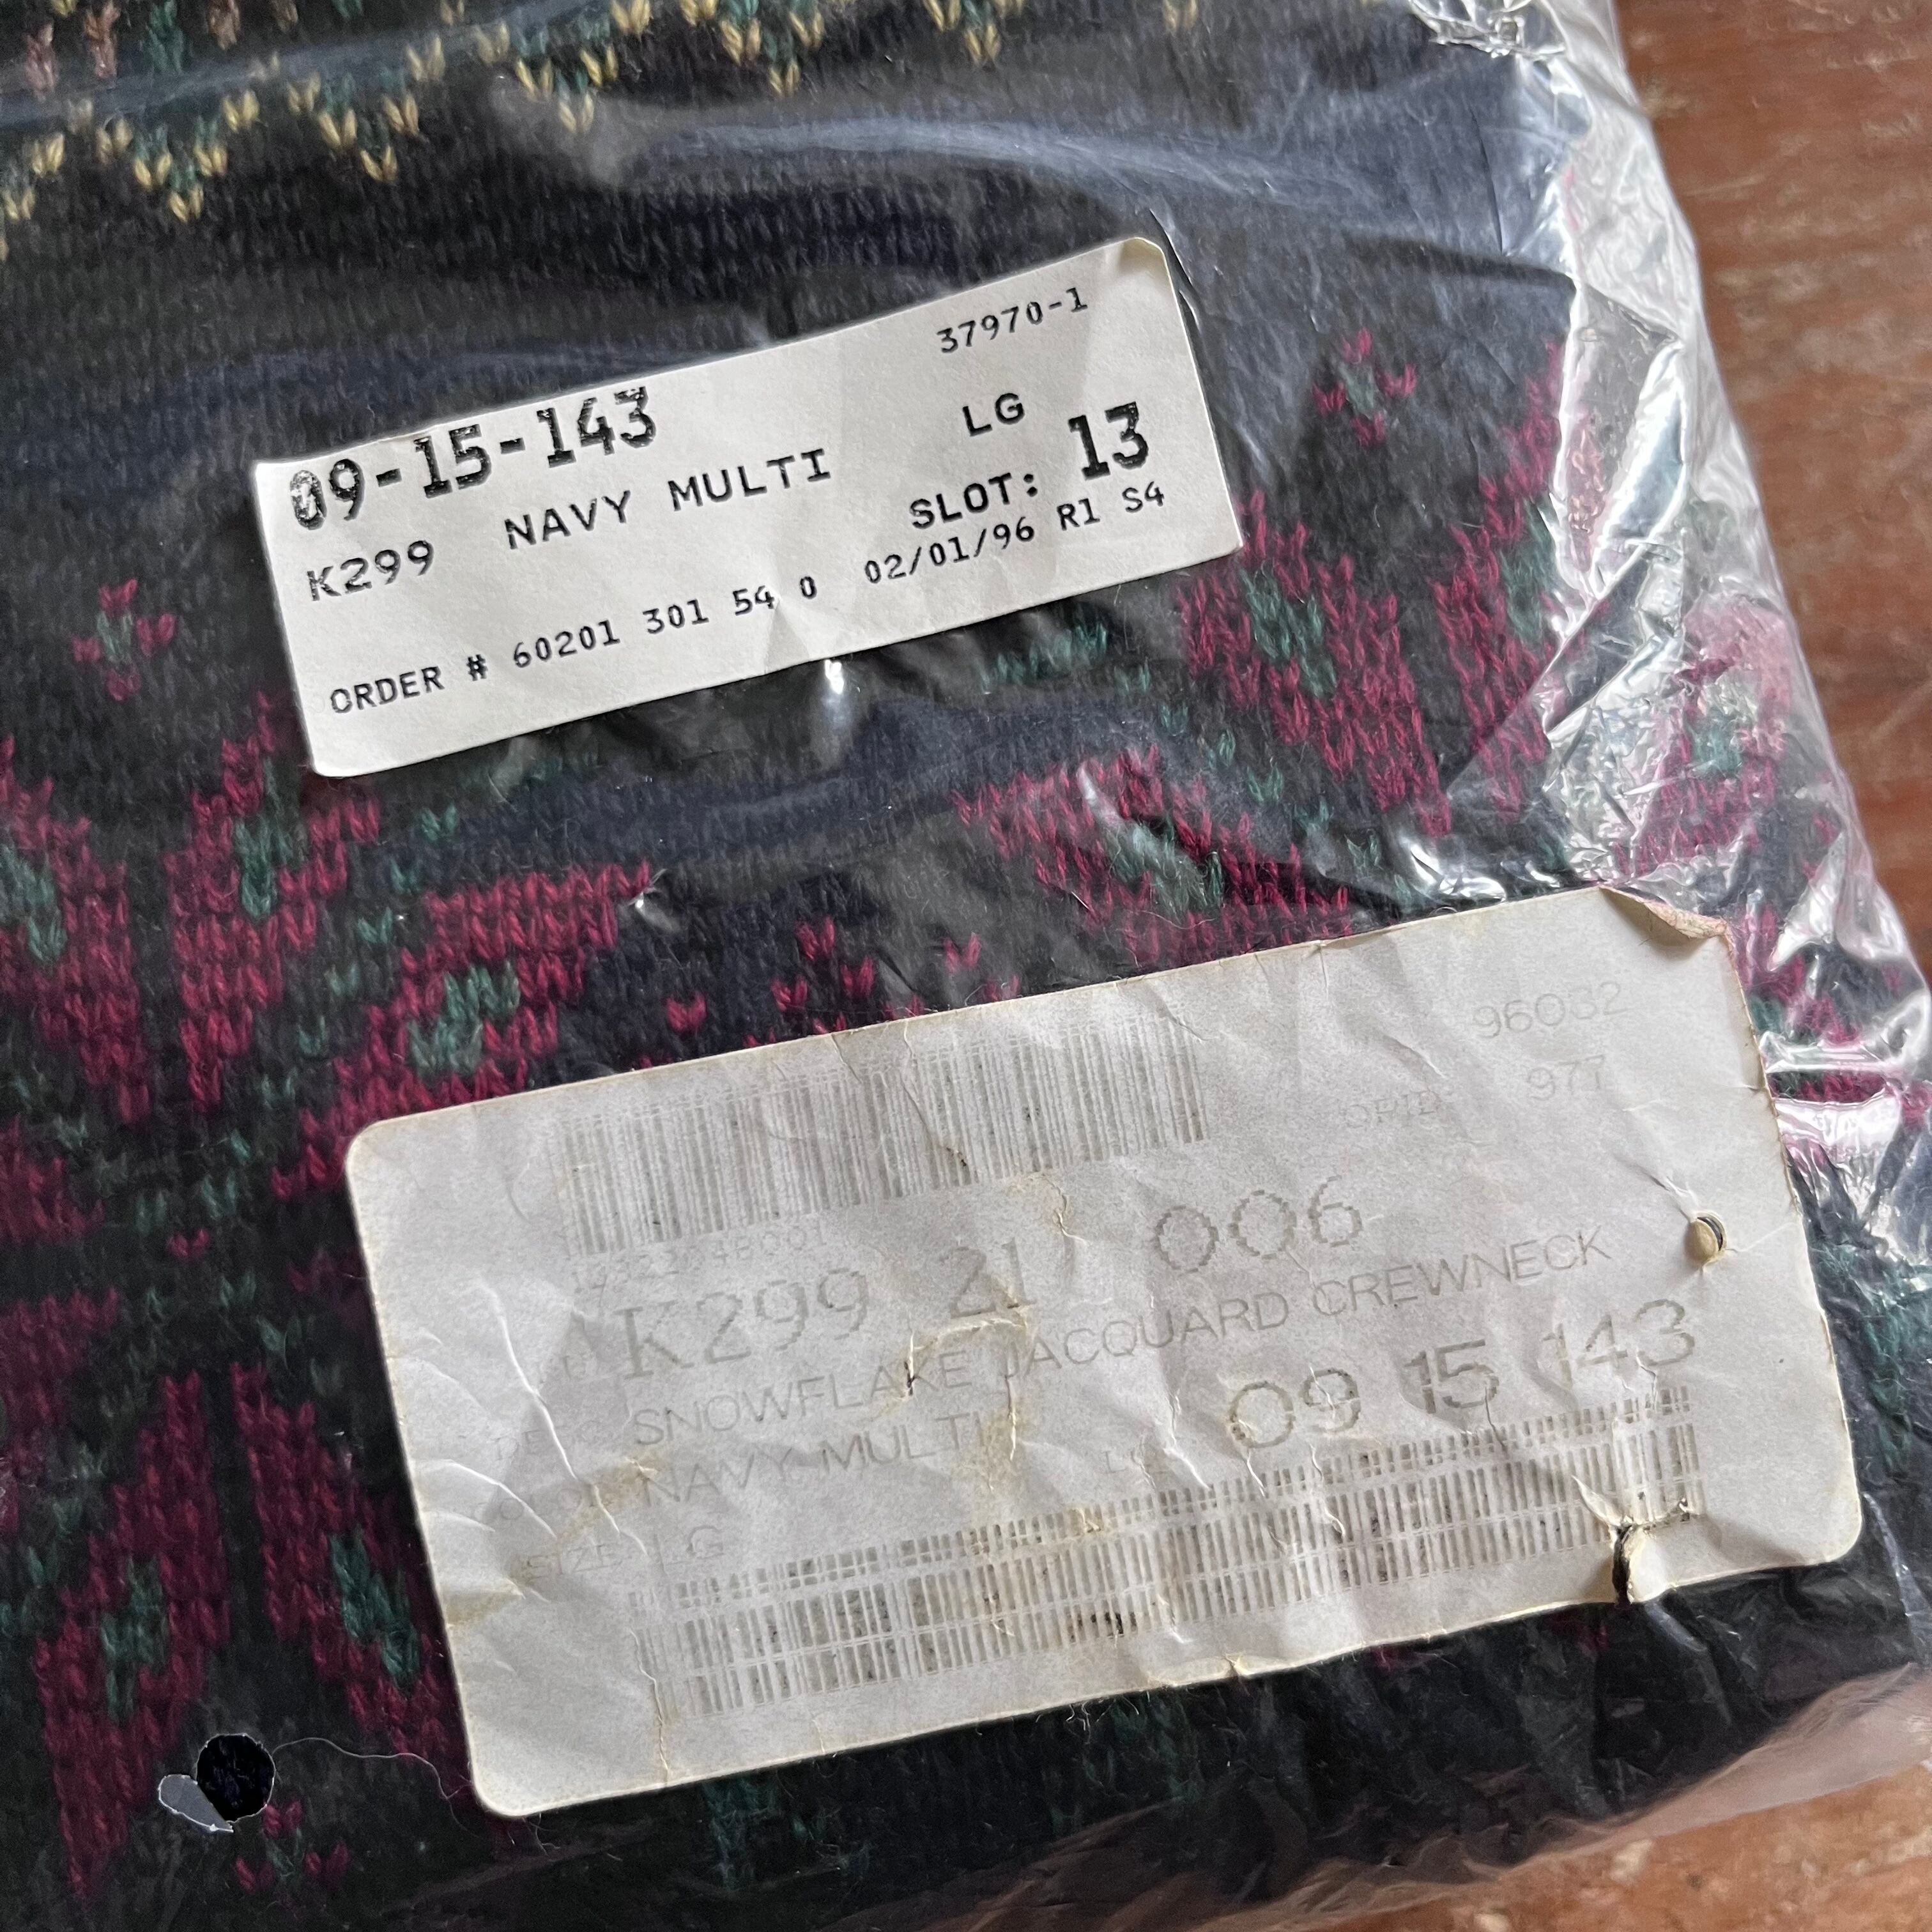 37970-1
09-15-143 LG
K299 NAVY MULTI SLOT: 13
ORDER # 60201 301 54 0 02/01/96 R1 S4
96032
977
K299 21 006
SNOWFLAKE JACQUARD CREWNECK
NAVY MULTI 09 15 143
SIZE LG